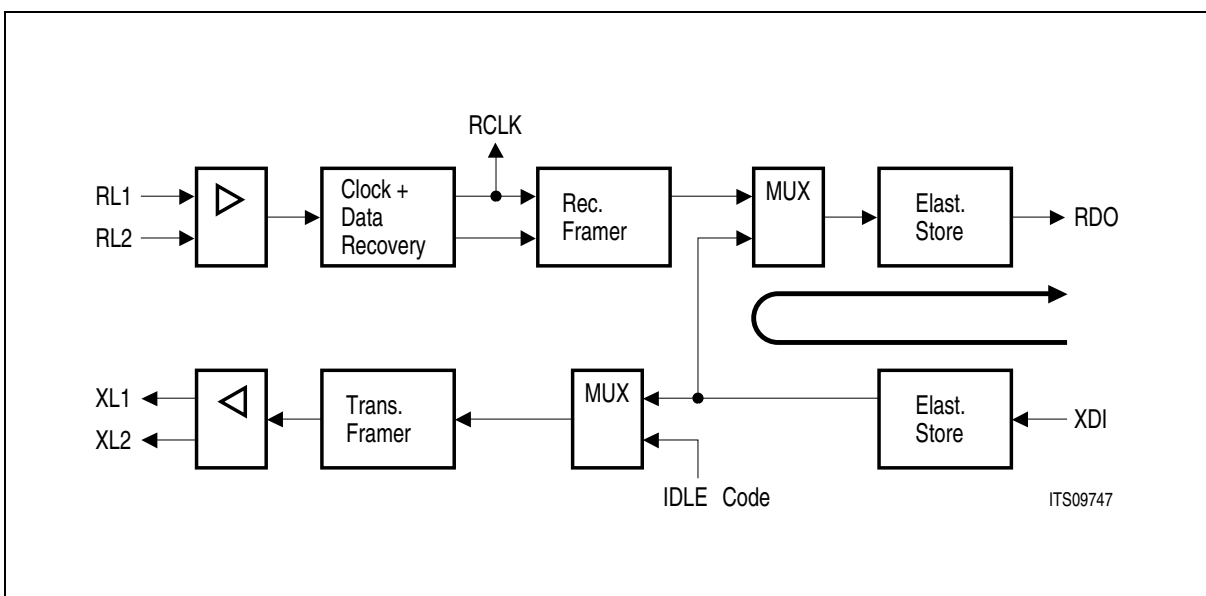 RCLK
RL1
RL2
Clock +
Data
Recovery
Rec.
Framer
MUX
Elast.
Store
RDO
XL1
XL2
Trans.
Framer
MUX
Elast.
Store
XDI
IDLE Code
ITS09747